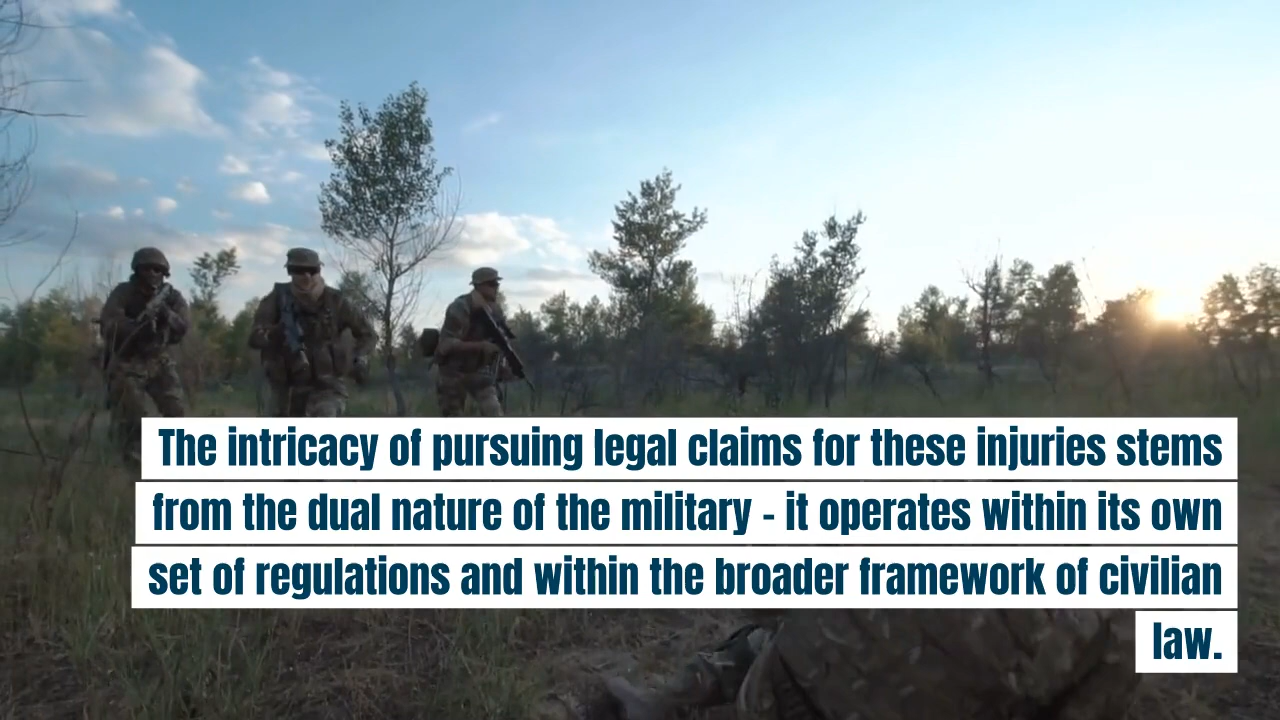 The intricacy of pursuing legal claims for these injuries stems
from the dual nature of the military - it operates within its own
set of regulations and within the broader framework of civilian
law.